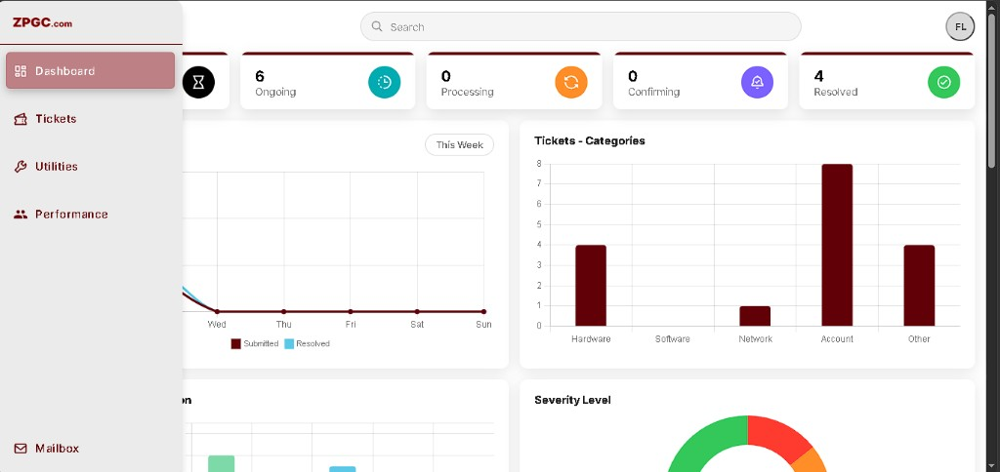 ZPGC.com
Search
FL
Dashboard
Tickets
Utilities
Performance
Mailbox
6
Ongoing
0
Processing
0
Confirming
4
Resolved
This Week
Wed Thu Fri Sat Sun
Submitted Resolved
Tickets - Categories
8
7
6
5
4
3
2
1
0
Hardware Software Network Account Other
on
Severity Level